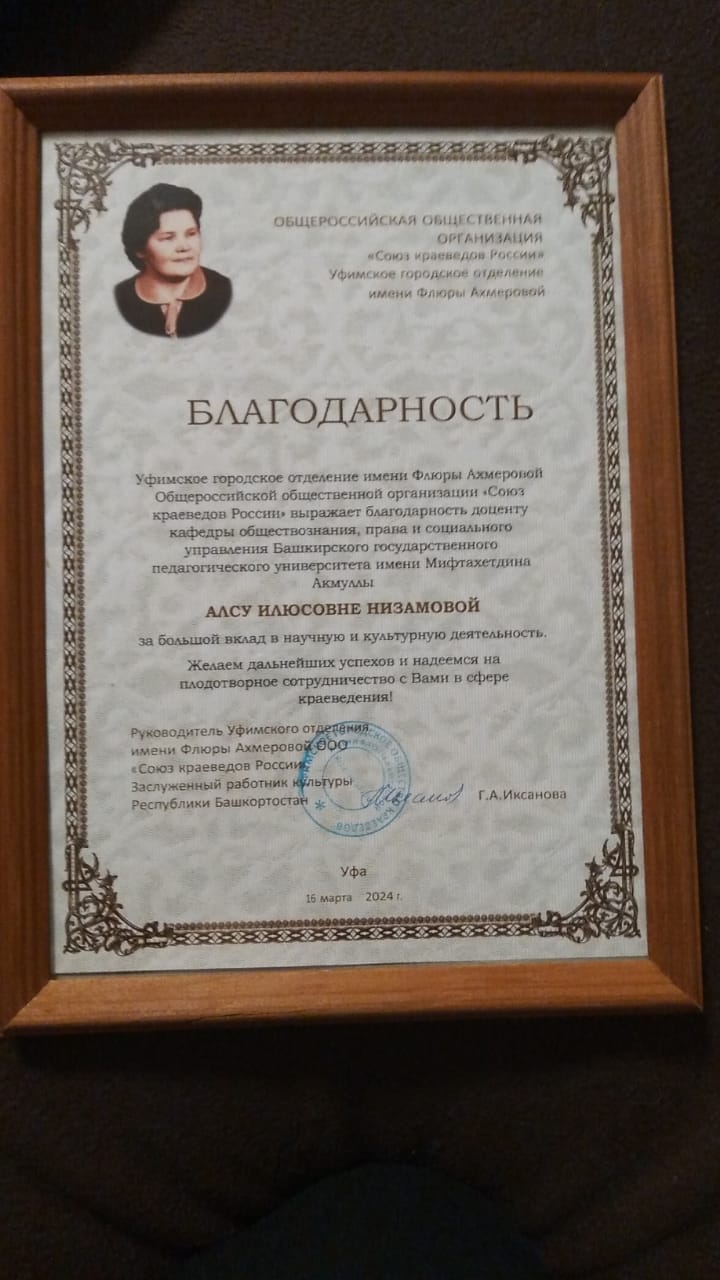 ОБЩЕРОССИЙСКАЯ ОБЩЕСТВЕННАЯ
ОРГАНИЗАЦИЯ
«Союз краеведов России»
Уфимское городское отделение
имени Флюры Ахмеровой
БЛАГОДАРНОСТЬ
Уфимское городское отделение имени Флюры Ахмеровой
Общероссийской общественной организации «Союз
краеведов России» выражает благодарность доценту
кафедры обществознания, права и социального
управления Башкирского государственного
педагогического университета имени Мифтахетдина
Акмуллы
АЛСУ ИЛЮСОВНЕ НИЗАМОВОЙ
за большой вклад в научную и культурную деятельность.
Желаем дальнейших успехов и надеемся на
плодотворное сотрудничество с Вами в сфере
краеведения!
Руководитель Уфимского отделения
имени Флюры Ахмеровой ООО
«Союз краеведов России»
Заслуженный работник культуры
Республики Башкортостан
Г.А.Иксанова
Уфа
16 марта 2024 г.